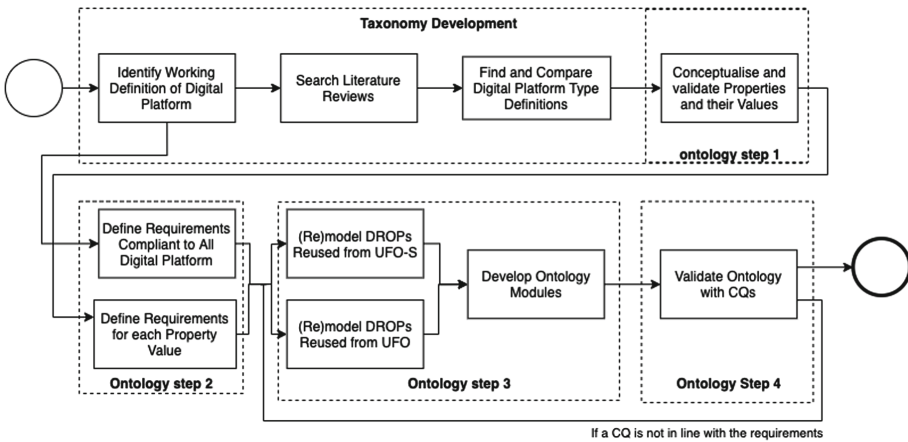 Taxonomy Development
Identify Working
Definition of Digital
Platform
Search Literature
Reviews
Find and Compare
Digital Platform Type
Definitions
Conceptualise and
validate Properties
and their Values
ontology step 1
Define Requirements
Compliant to All
Digital Platform
Define Requirements
for each Property
Value
Ontology step 2
(Re)model DROPs
Reused from UFO-S
(Re)model DROPs
Reused from UFO
Develop Ontology
Modules
Ontology step 3
Validate Ontology
with CQs
Ontology Step 4
If a CQ is not in line with the requirements